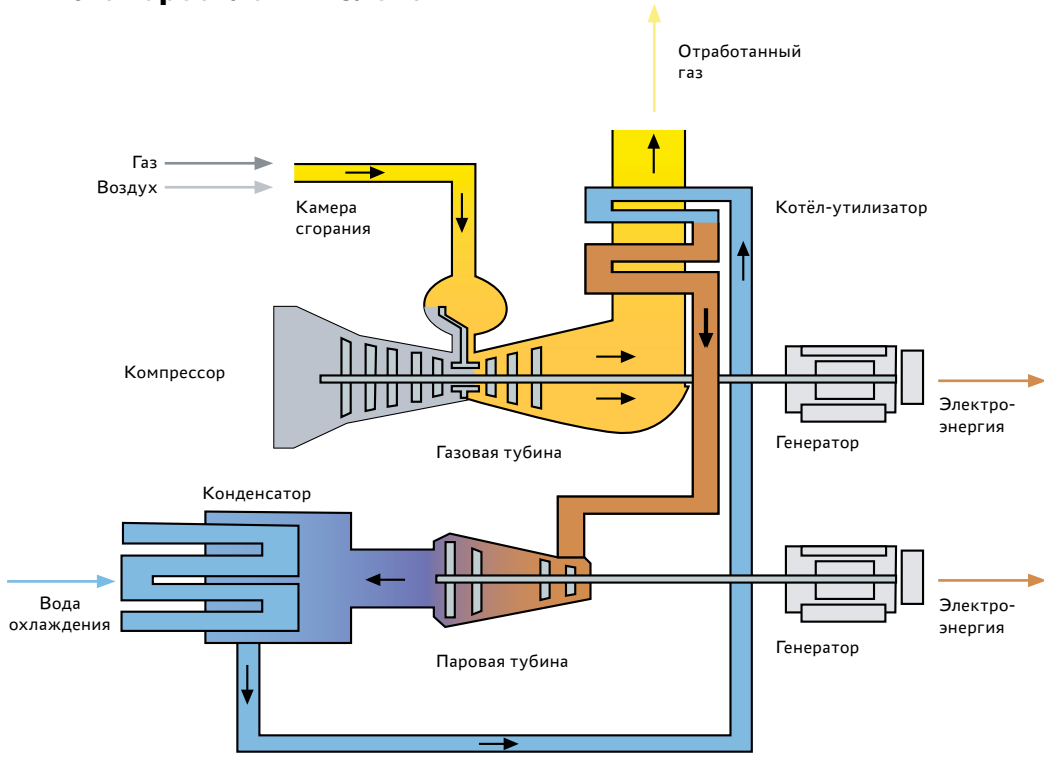 Отработанный
газ
Газ
Воздух
Камера
сгорания
Котёл-утилизатор
Компрессор
Электро-
энергия
Генератор
Газовая тубина
Конденсатор
Вода
охлаждения
Электро-
энергия
Генератор
Паровая тубина